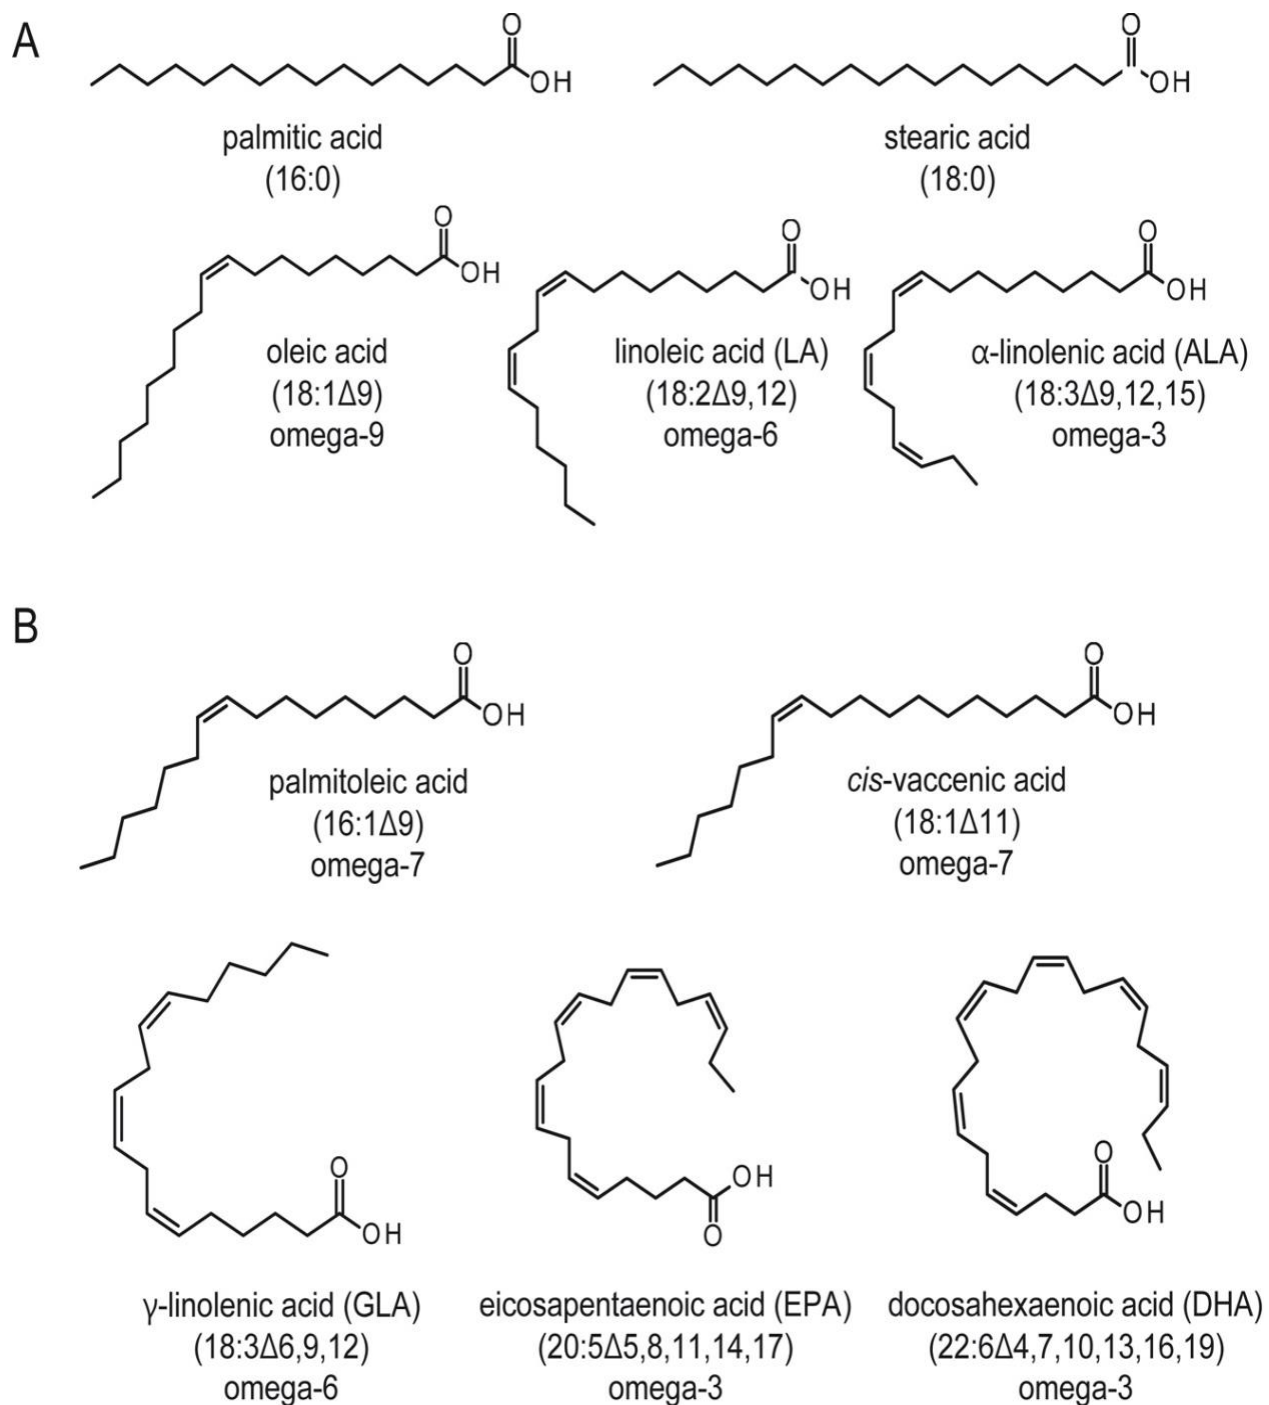 A
O
OH
palmitic acid
(16:0)
O
OH
stearic acid
(18:0)
O
OH
oleic acid
(18:1Δ9)
omega-9
O
OH
linoleic acid (LA)
(18:2Δ9,12)
omega-6
O
OH
α-linolenic acid (ALA)
(18:3Δ9,12,15)
omega-3
B
O
OH
palmitoleic acid
(16:1Δ9)
omega-7
O
OH
cis-vaccenic acid
(18:1Δ11)
omega-7
O
OH
γ-linolenic acid (GLA)
(18:3Δ6,9,12)
omega-6
OH
O
eicosapentaenoic acid (EPA)
(20:5Δ5,8,11,14,17)
omega-3
O
OH
docosahexaenoic acid (DHA)
(22:6Δ4,7,10,13,16,19)
omega-3